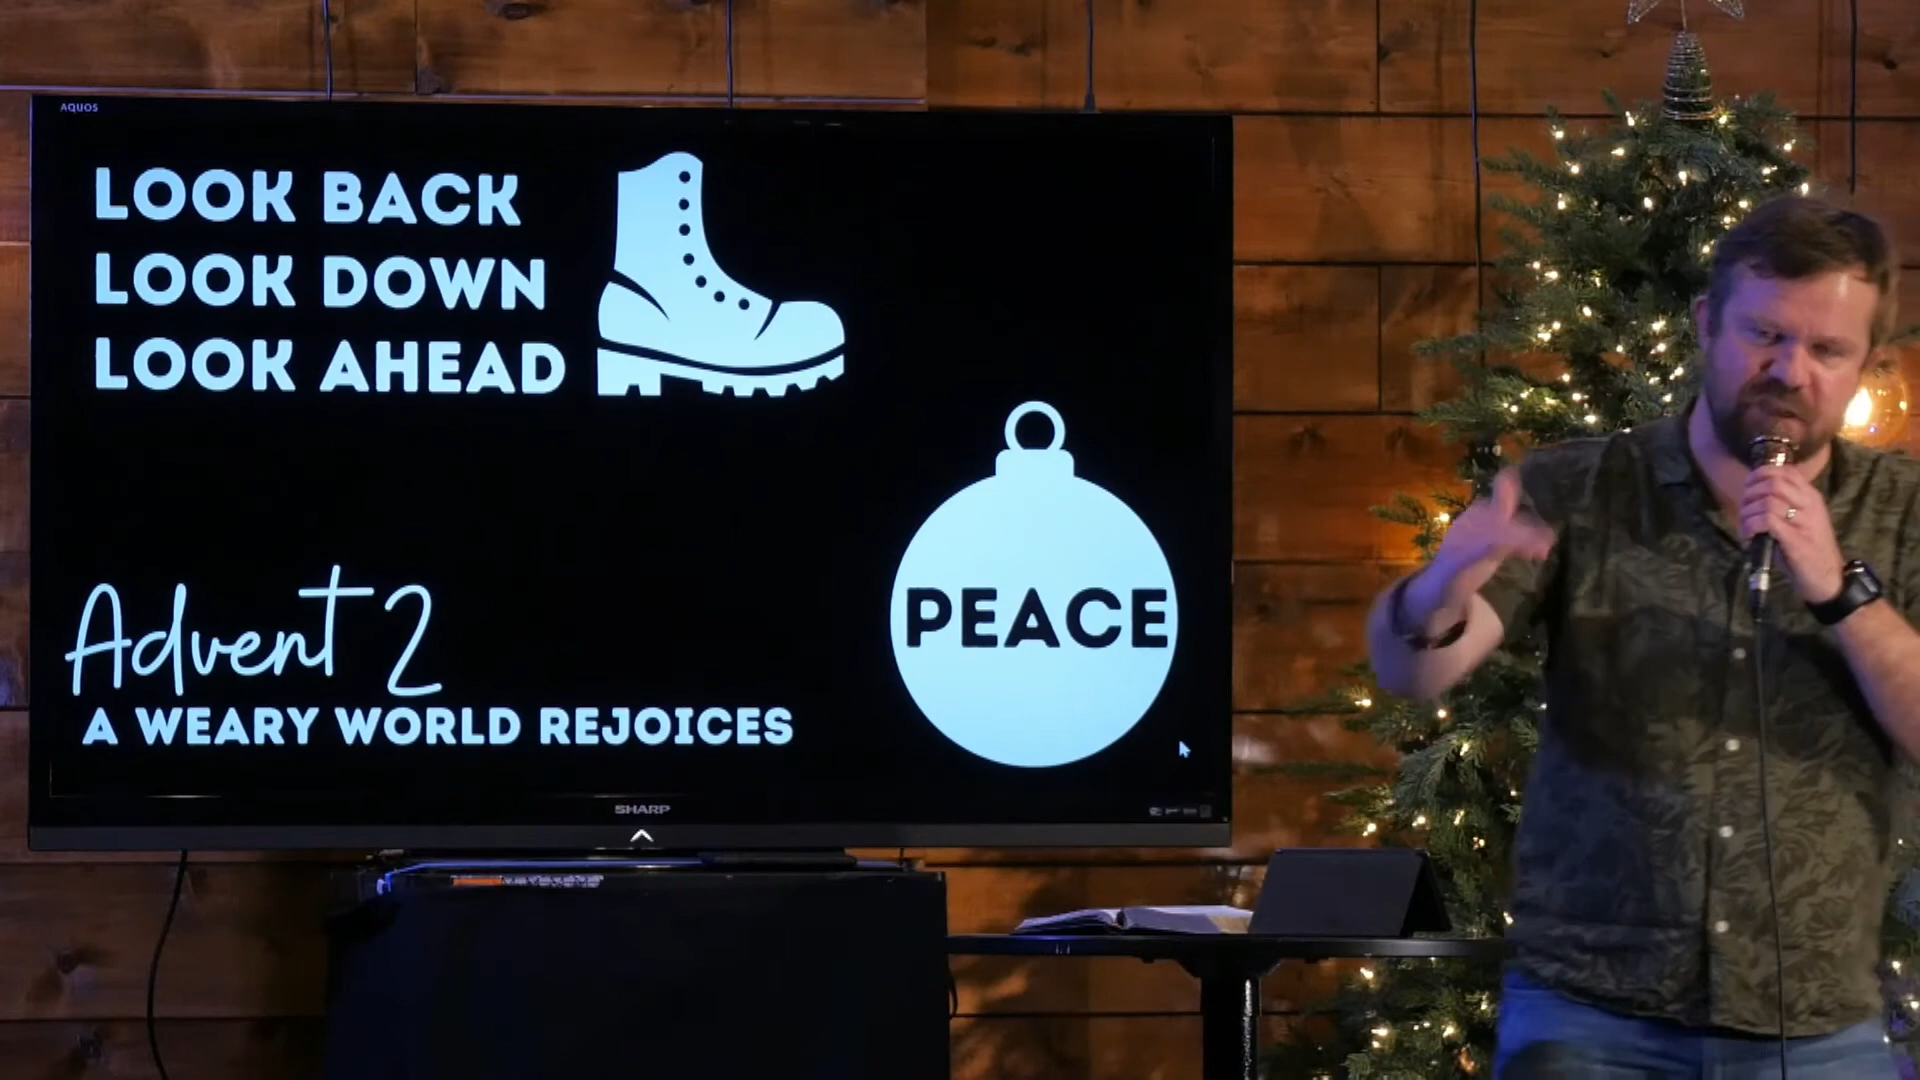 AQUOS
LOOK BACK
LOOK DOWN
LOOK AHEAD
PEACE
Advent 2
A WEARY WORLD REJOICES
SHARP